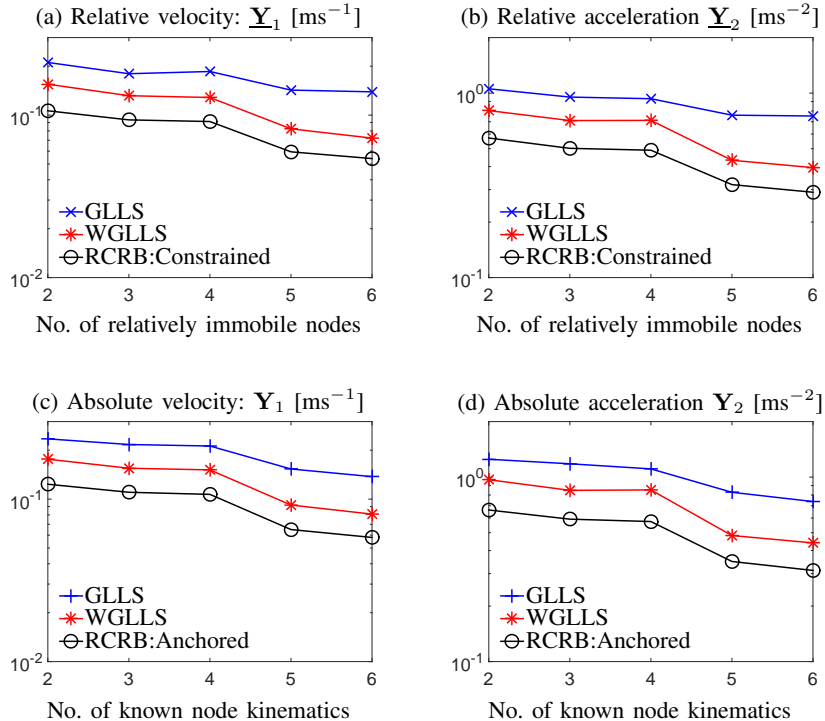 (a) Relative velocity: Y₁ [ms⁻¹]
10⁻¹
10⁻²
GLLS
WGLLS
RCRB:Constrained
2 3 4 5 6
No. of relatively immobile nodes
(b) Relative acceleration Y₂ [ms⁻²]
10⁰
10⁻¹
GLLS
WGLLS
RCRB:Constrained
2 3 4 5 6
No. of relatively immobile nodes
(c) Absolute velocity: Y₁ [ms⁻¹]
10⁻¹
10⁻²
GLLS
WGLLS
RCRB:Anchored
2 3 4 5 6
No. of known node kinematics
(d) Absolute acceleration Y₂ [ms⁻²]
10⁰
10⁻¹
GLLS
WGLLS
RCRB:Anchored
2 3 4 5 6
No. of known node kinematics